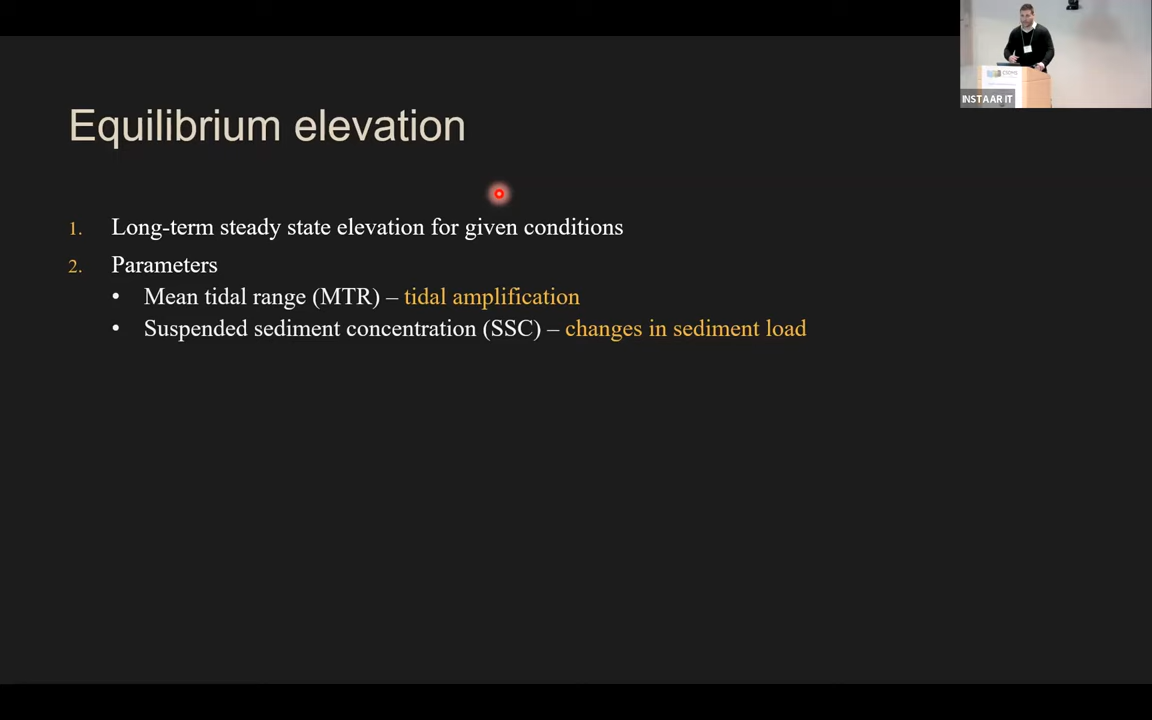 Equilibrium elevation
1. Long-term steady state elevation for given conditions
2. Parameters
• Mean tidal range (MTR) – tidal amplification
• Suspended sediment concentration (SSC) – changes in sediment load
INSTAAR IT